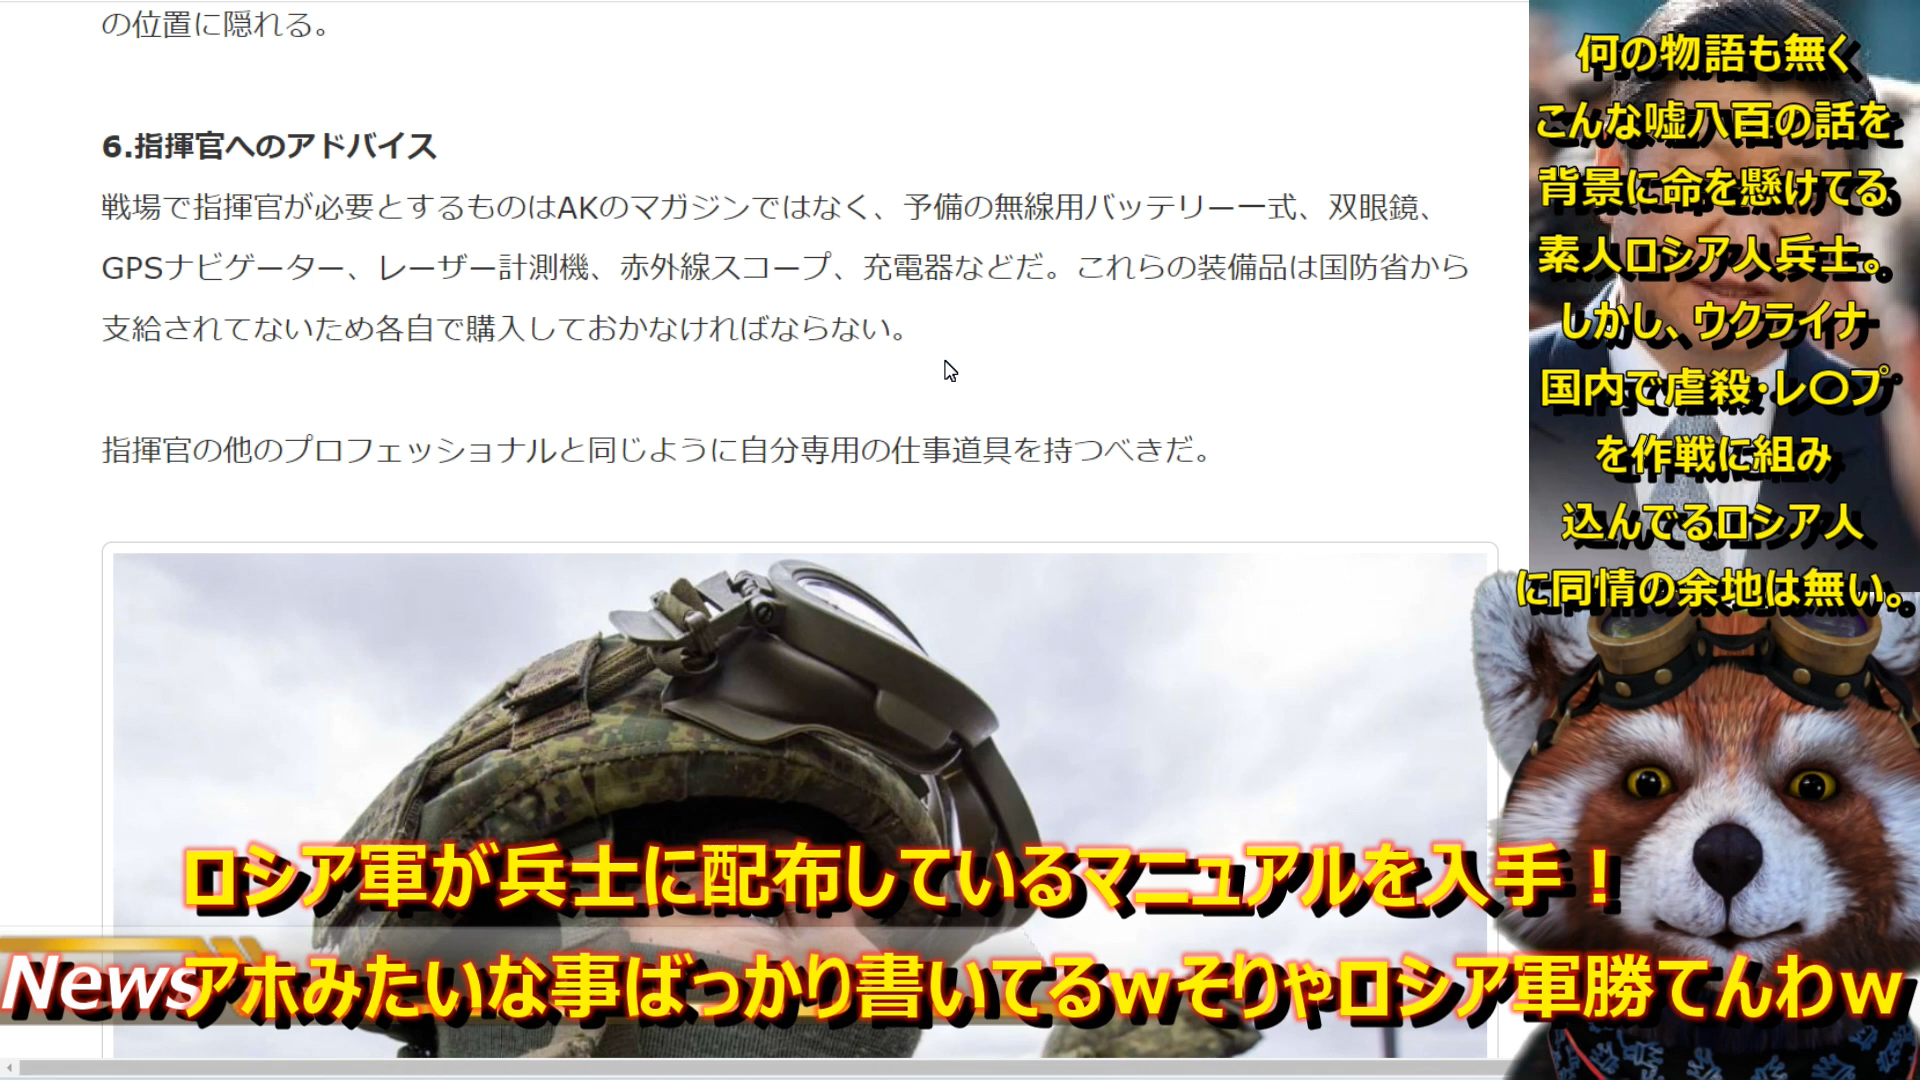 の位置に隠れる。
6.指揮官へのアドバイス
戦場で指揮官が必要とするものはAKのマガジンではなく、予備の無線用バッテリー一式、双眼鏡、
GPSナビゲーター、レーザー計測機、赤外線スコープ、充電器などだ。これらの装備品は国防省から
支給されてないため各自で購入しておかなければならない。
指揮官の他のプロフェッショナルと同じように自分専用の仕事道具を持つべきだ。
何の物語も無く
こんな嘘八百の話を
背景に命を懸けてる
素人ロシア人兵士。
しかし、ウクライナ
国内で虐殺・レ〇プ
を作戦に組み
込んでるロシア人
に同情の余地は無い。
ロシア軍が兵士に配布しているマニュアルを入手！
News
アホみたいな事ばっかり書いてるwそりゃロシア軍勝てんわw